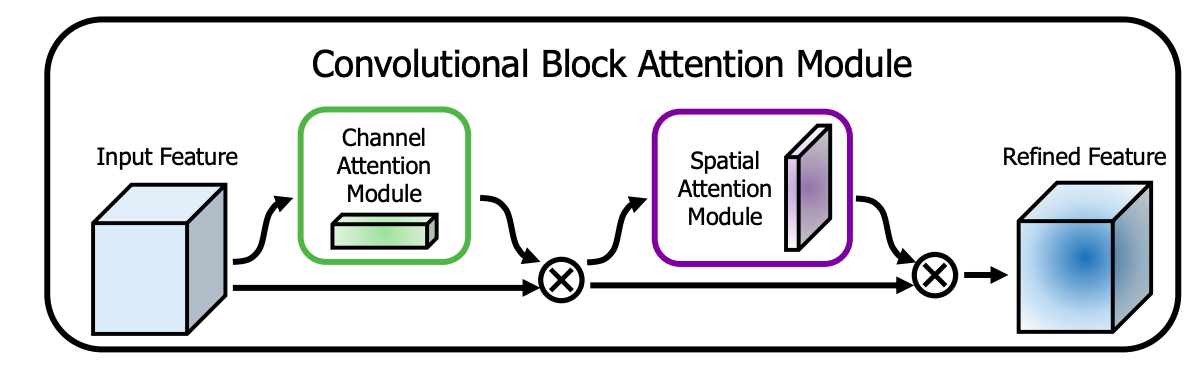 Convolutional Block Attention Module
Input Feature
Channel
Attention
Module
Spatial
Attention
Module
Refined Feature